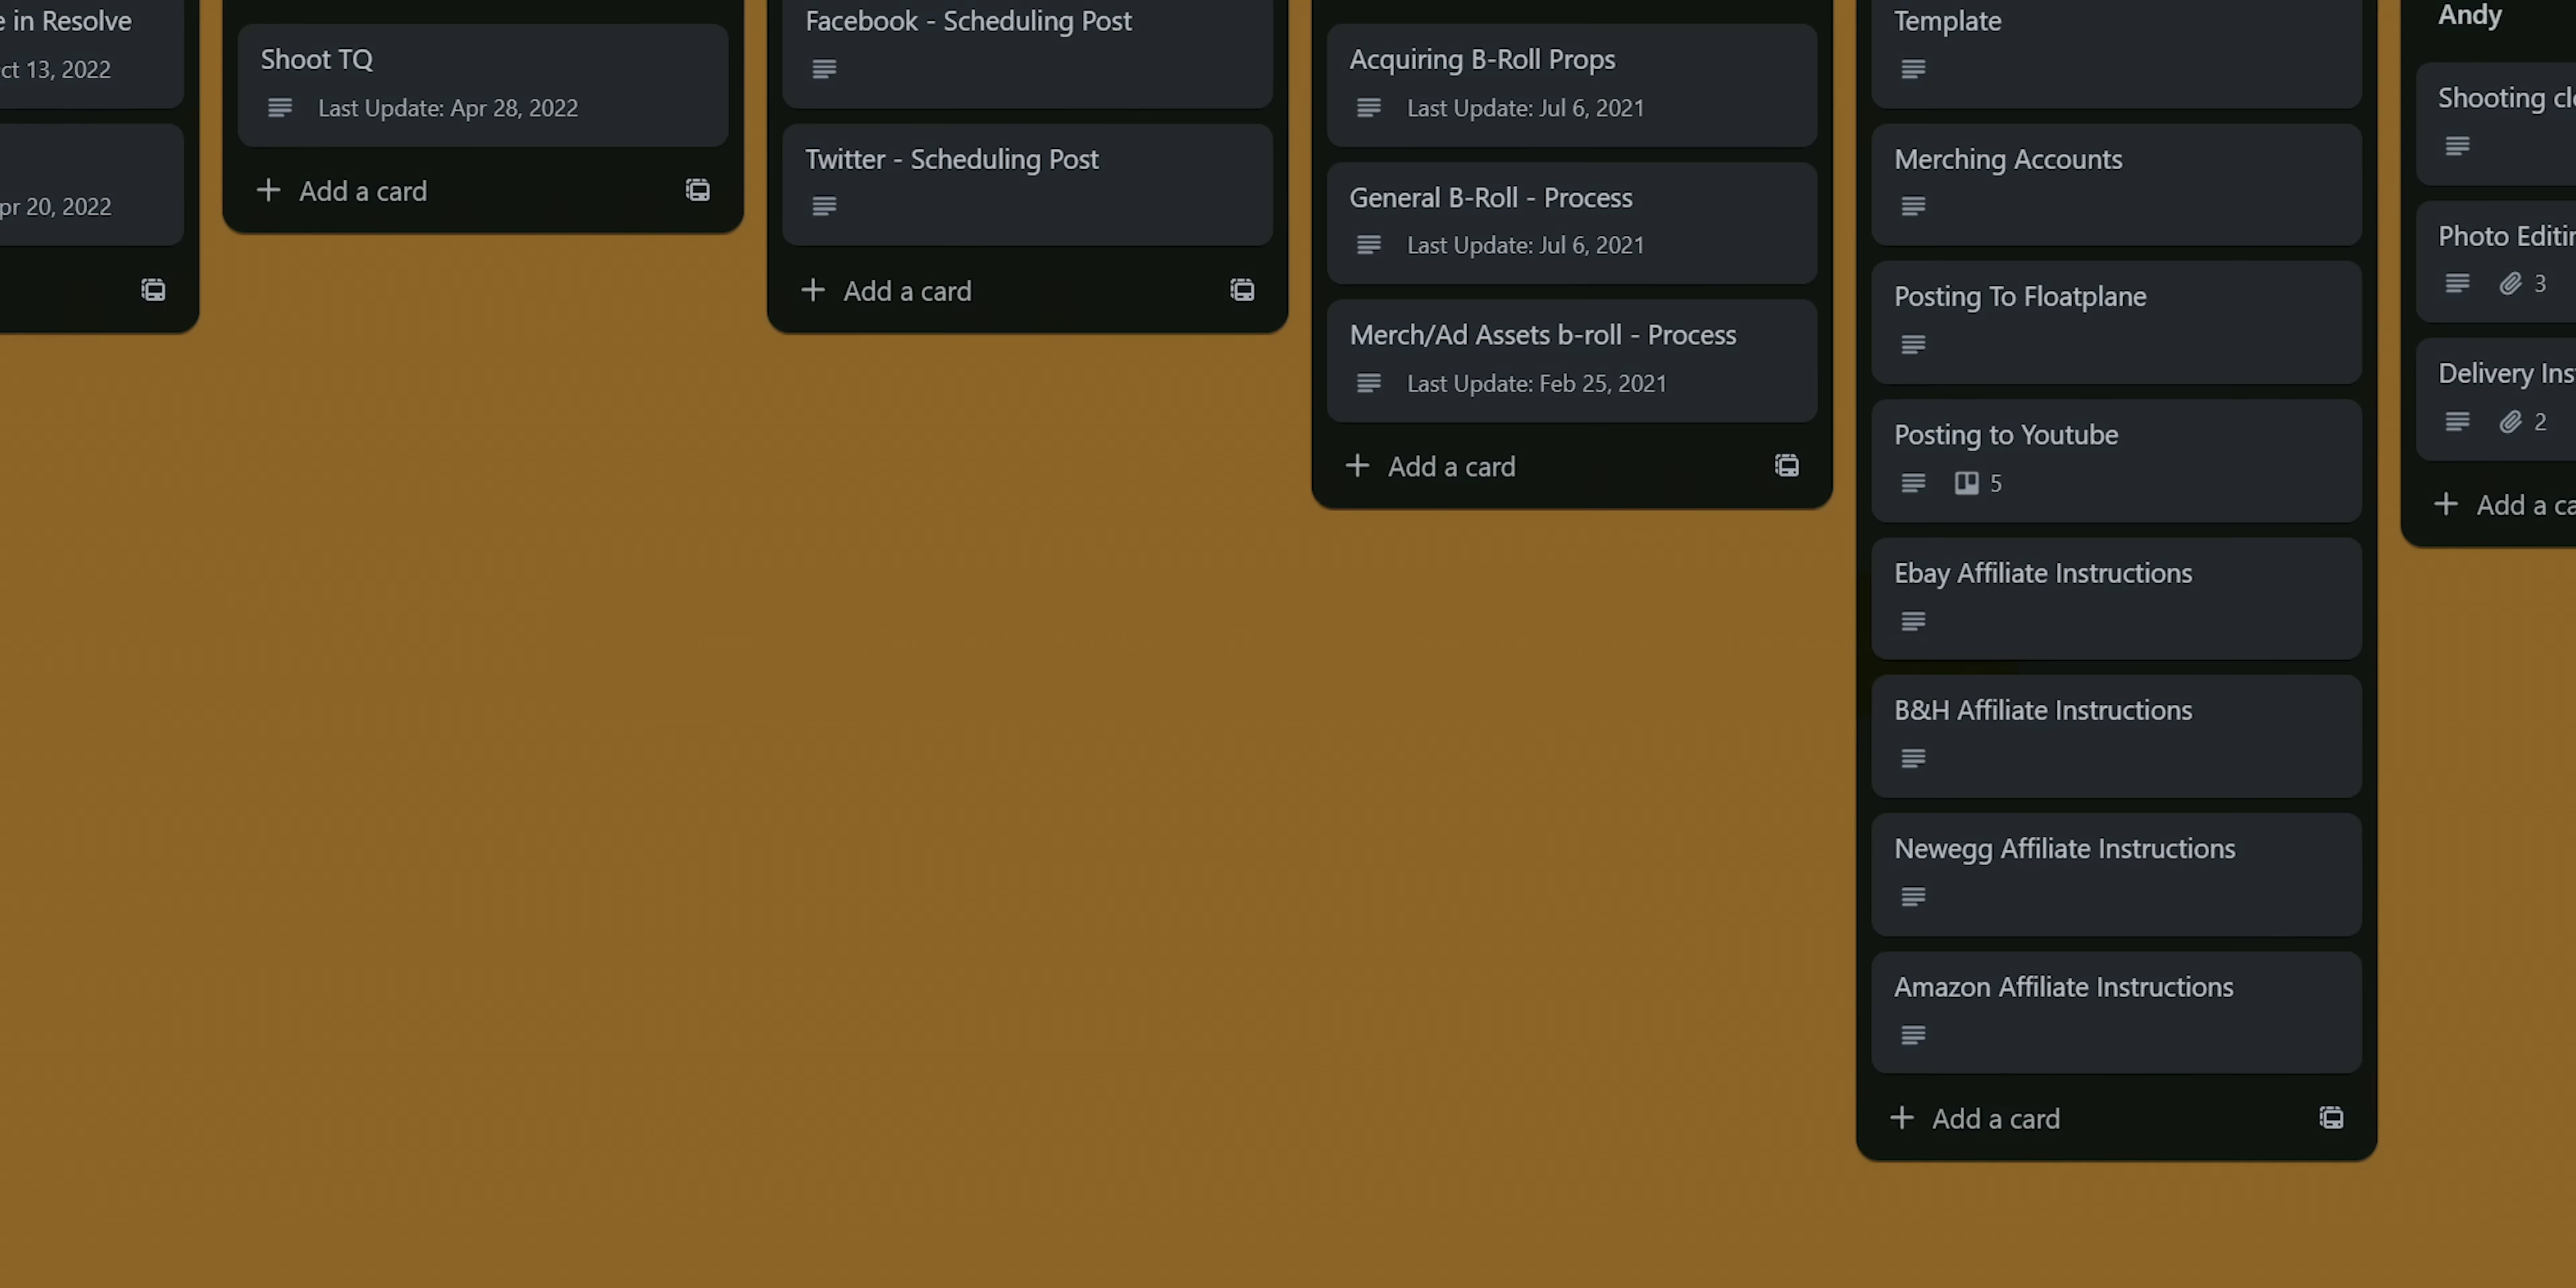 e in Resolve
ct 13, 2022
pr 20, 2022
Shoot TQ
Last Update: Apr 28, 2022
Add a card
Facebook - Scheduling Post
Twitter - Scheduling Post
Add a card
Acquiring B-Roll Props
Last Update: Jul 6, 2021
General B-Roll - Process
Last Update: Jul 6, 2021
Merch/Ad Assets b-roll - Process
Last Update: Feb 25, 2021
Add a card
Template
Merching Accounts
Posting To Floatplane
Posting to Youtube
5
Ebay Affiliate Instructions
B&H Affiliate Instructions
Newegg Affiliate Instructions
Amazon Affiliate Instructions
Add a card
Andy
Shooting cl
Photo Editin
3
Delivery Ins
2
Add a ca